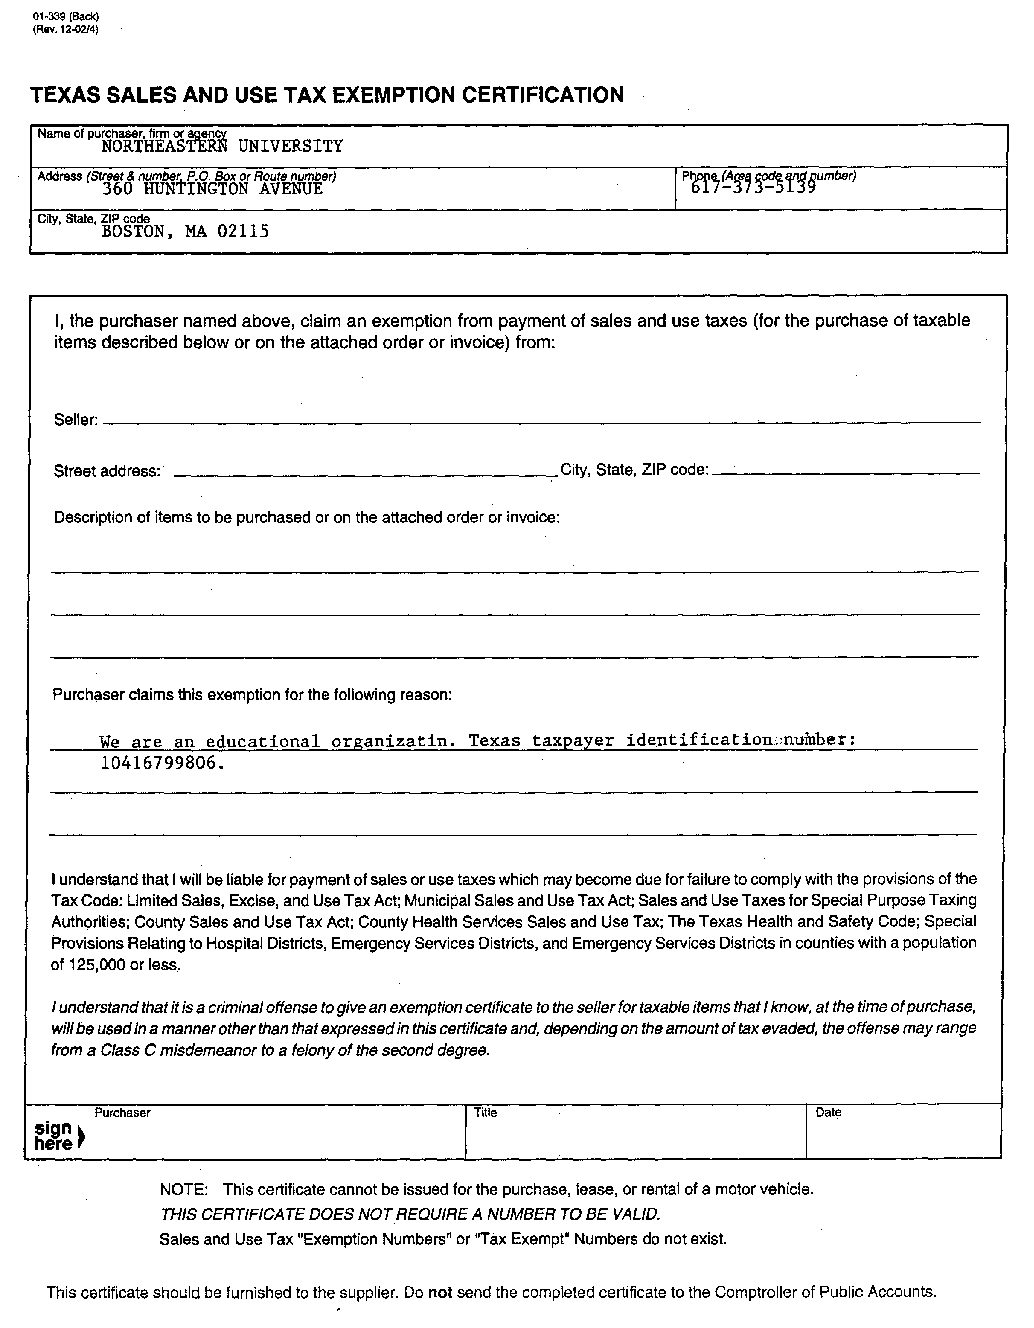 01-339 (Back)
(Rev. 12-02/4)
TEXAS SALES AND USE TAX EXEMPTION CERTIFICATION
Name of purchaser, firm or agency
NORTHEASTERN UNIVERSITY
Address (Street & number, P.O. Box or Route number)
360 HUNTINGTON AVENUE
Phone (Area code and number)
617-373-5139
City, State, ZIP code
BOSTON, MA 02115
I, the purchaser named above, claim an exemption from payment of sales and use taxes (for the purchase of taxable
items described below or on the attached order or invoice) from:
Seller:
Street address: City, State, ZIP code:
Description of items to be purchased or on the attached order or invoice:
Purchaser claims this exemption for the following reason:
We are an educational organizatin. Texas taxpayer identification number:
10416799806.
I understand that I will be liable for payment of sales or use taxes which may become due for failure to comply with the provisions of the
Tax Code: Limited Sales, Excise, and Use Tax Act; Municipal Sales and Use Tax Act; Sales and Use Taxes for Special Purpose Taxing
Authorities; County Sales and Use Tax Act; County Health Services Sales and Use Tax; The Texas Health and Safety Code; Special
Provisions Relating to Hospital Districts, Emergency Services Districts, and Emergency Services Districts in counties with a population
of 125,000 or less.
I understand that it is a criminal offense to give an exemption certificate to the seller for taxable items that I know, at the time of purchase,
will be used in a manner other than that expressed in this certificate and, depending on the amount of tax evaded, the offense may range
from a Class C misdemeanor to a felony of the second degree.
Purchaser Title Date
sign
here
NOTE: This certificate cannot be issued for the purchase, lease, or rental of a motor vehicle.
THIS CERTIFICATE DOES NOT REQUIRE A NUMBER TO BE VALID.
Sales and Use Tax "Exemption Numbers" or "Tax Exempt" Numbers do not exist.
This certificate should be furnished to the supplier. Do not send the completed certificate to the Comptroller of Public Accounts.